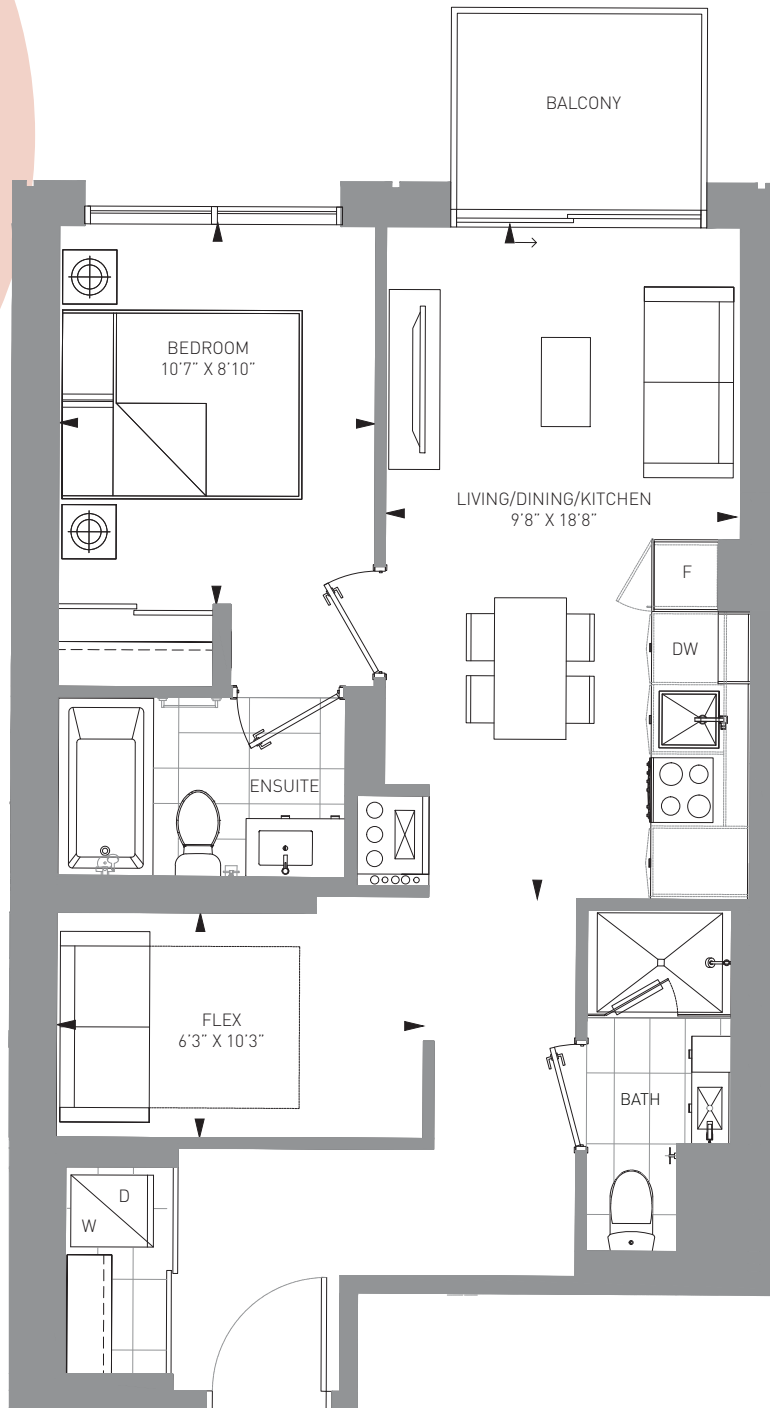 BALCONY
BEDROOM
10’7” X 8’10”
LIVING/DINING/KITCHEN
9’8” X 18’8”
F
DW
ENSUITE
FLEX
6’3” X 10’3”
BATH
D
W